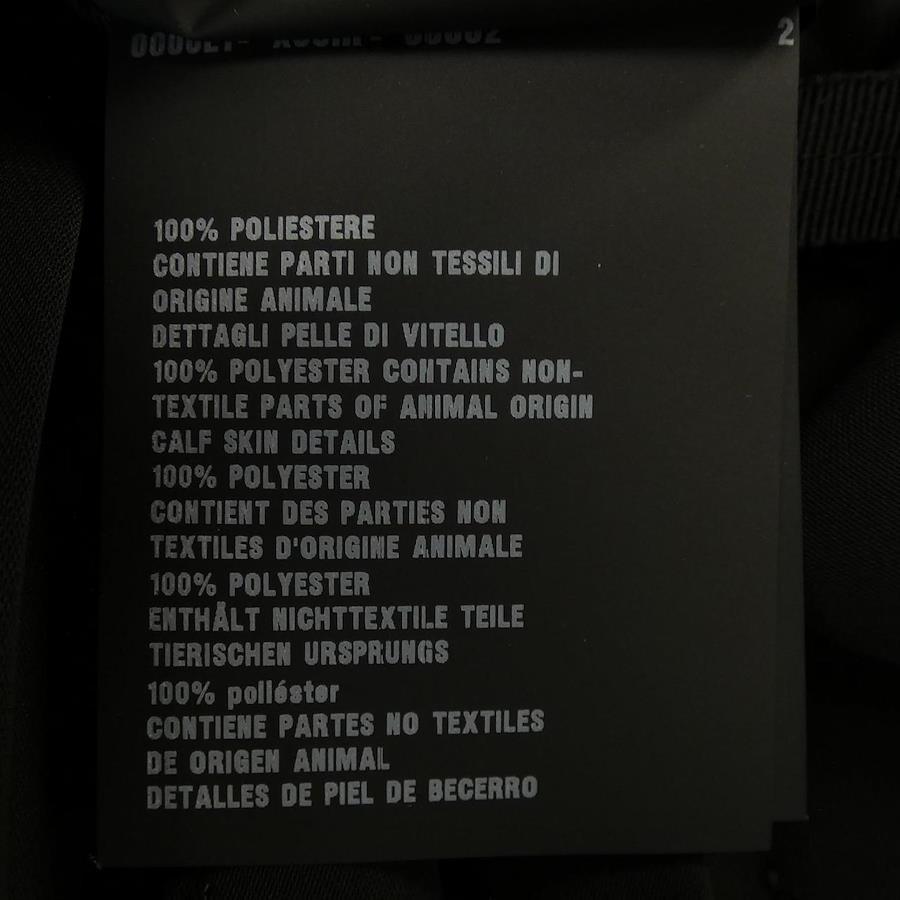 2
100% POLIESTERE
CONTIENE PARTI NON TESSILI DI
ORIGINE ANIMALE
DETTAGLI PELLE DI VITELLO
100% POLYESTER CONTAINS NON-
TEXTILE PARTS OF ANIMAL ORIGIN
CALF SKIN DETAILS
100% POLYESTER
CONTIENT DES PARTIES NON
TEXTILES D'ORIGINE ANIMALE
100% POLYESTER
ENTHÄLT NICHTTEXTILE TEILE
TIERISCHEN URSPRUNGS
100% poliéster
CONTIENE PARTES NO TEXTILES
DE ORIGEN ANIMAL
DETALLES DE PIEL DE BECERRO